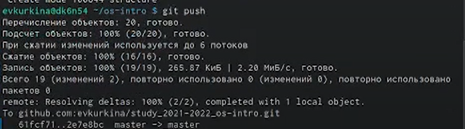 create mode 100644 structure
evkurkina@dk6n54 ~/os-intro $ git push
Перечисление объектов: 20, готово.
Подсчет объектов: 100% (20/20), готово.
При сжатии изменений используется до 6 потоков
Сжатие объектов: 100% (16/16), готово.
Запись объектов: 100% (19/19), 265.87 КиБ | 2.20 МиБ/с, готово.
Всего 19 (изменений 2), повторно использовано 0 (изменений 0), повторно использовано
пакетов 0
remote: Resolving deltas: 100% (2/2), completed with 1 local object.
To github.com:evkurkina/study_2021-2022_os-intro.git
61fcf71..2e7e8bc  master -> master